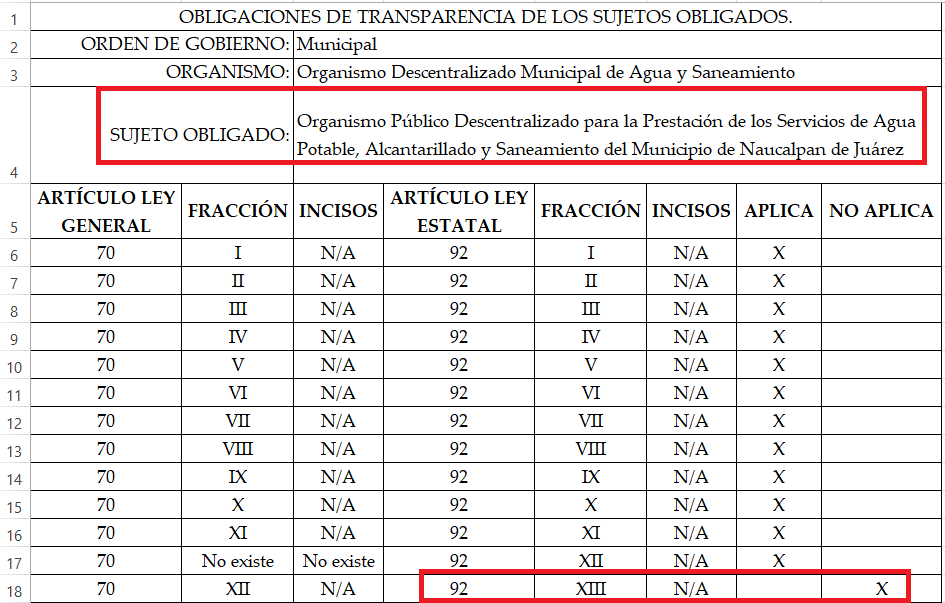 1 OBLIGACIONES DE TRANSPARENCIA DE LOS SUJETOS OBLIGADOS.
2 ORDEN DE GOBIERNO: Municipal
3 ORGANISMO: Organismo Descentralizado Municipal de Agua y Saneamiento
4 SUJETO OBLIGADO: Organismo Público Descentralizado para la Prestación de los Servicios de Agua
Potable, Alcantarillado y Saneamiento del Municipio de Naucalpan de Juárez
5 ARTÍCULO LEY GENERAL FRACCIÓN INCISOS ARTÍCULO LEY ESTATAL FRACCIÓN INCISOS APLICA NO APLICA
6 70 I N/A 92 I N/A X
7 70 II N/A 92 II N/A X
8 70 III N/A 92 III N/A X
9 70 IV N/A 92 IV N/A X
10 70 V N/A 92 V N/A X
11 70 VI N/A 92 VI N/A X
12 70 VII N/A 92 VII N/A X
13 70 VIII N/A 92 VIII N/A X
14 70 IX N/A 92 IX N/A X
15 70 X N/A 92 X N/A X
16 70 XI N/A 92 XI N/A X
17 70 No existe No existe 92 XII N/A X
18 70 XII N/A 92 XIII N/A X